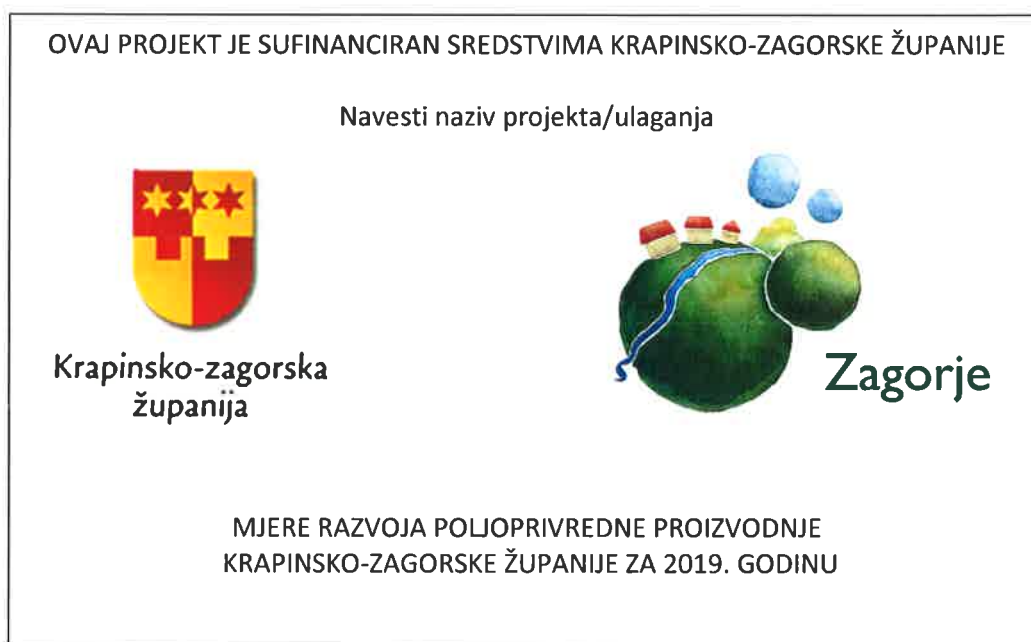 OVAJ PROJEKT JE SUFINANCIRAN SREDSTVIMA KRAPINSKO-ZAGORSKE ŽUPANIJE
Navesti naziv projekta/ulaganja
Krapinsko-zagorska
županija
Zagorje
MJERE RAZVOJA POLJOPRIVREDNE PROIZVODNJE
KRAPINSKO-ZAGORSKE ŽUPANIJE ZA 2019. GODINU